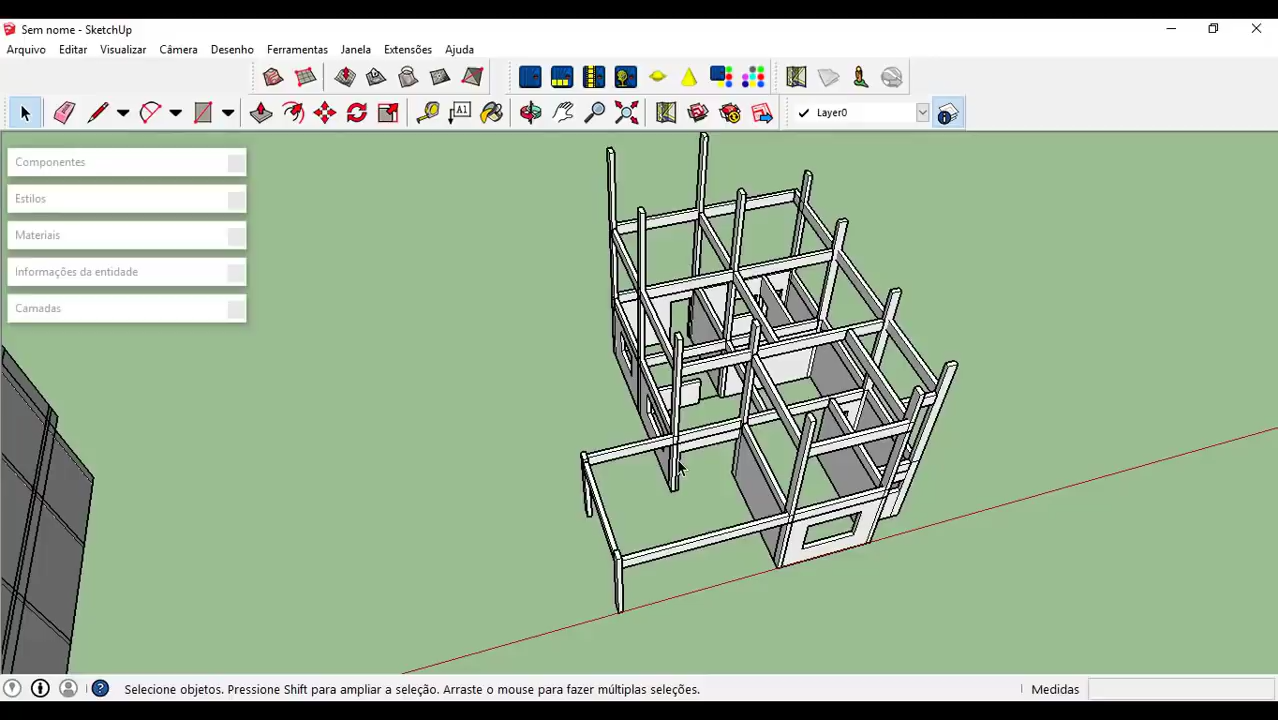 Sem nome - SketchUp
Arquivo Editar Visualizar Câmera Desenho Ferramentas Janela Extensões Ajuda
A1
Layer0
Componentes
Estilos
Materiais
Informações da entidade
Camadas
Selecione objetos. Pressione Shift para ampliar a seleção. Arraste o mouse para fazer múltiplas seleções.
Medidas